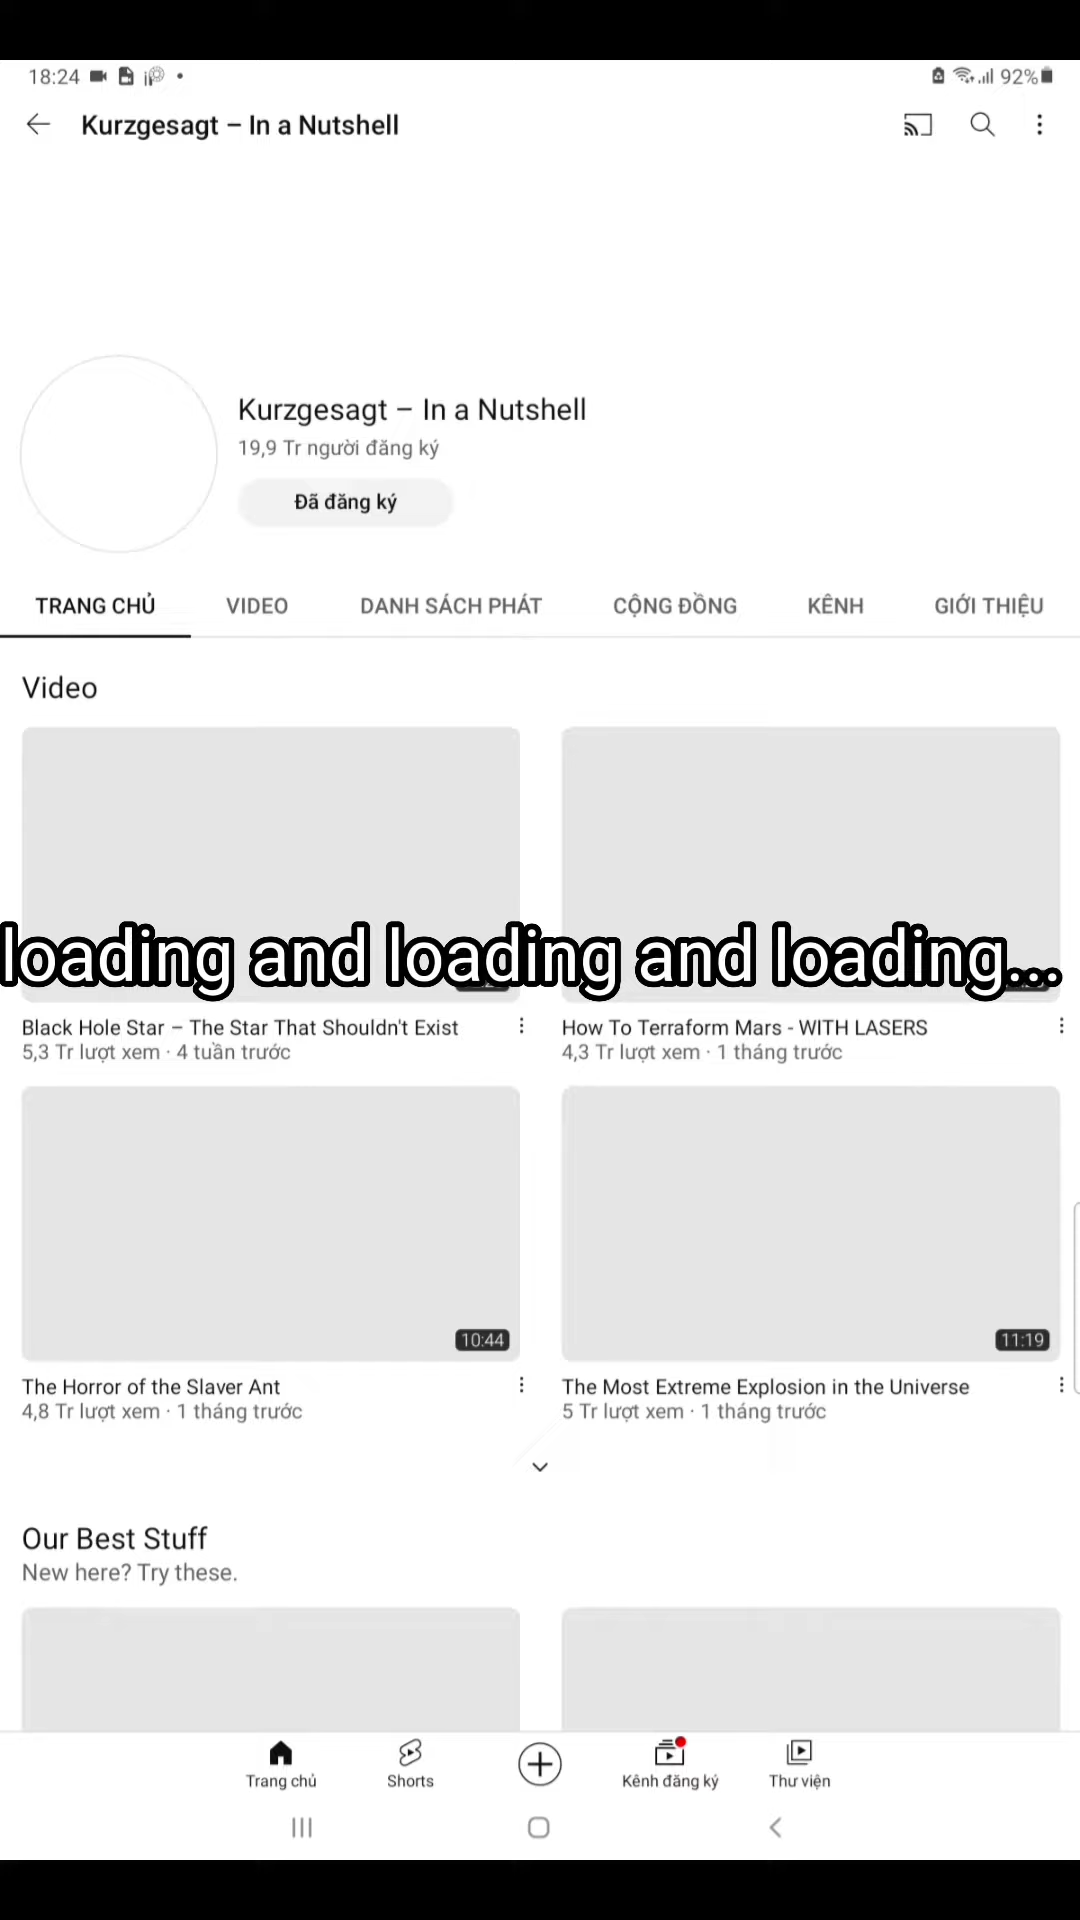 18:24
92%
Kurzgesagt – In a Nutshell
Kurzgesagt – In a Nutshell
19,9 Tr người đăng ký
Đã đăng ký
TRANG CHỦ VIDEO DANH SÁCH PHÁT CỘNG ĐỒNG KÊNH GIỚI THIỆU
Video
loading and loading and loading...
Black Hole Star – The Star That Shouldn't Exist
5,3 Tr lượt xem · 4 tuần trước
How To Terraform Mars - WITH LASERS
4,3 Tr lượt xem · 1 tháng trước
10:44
11:19
The Horror of the Slaver Ant
4,8 Tr lượt xem · 1 tháng trước
The Most Extreme Explosion in the Universe
5 Tr lượt xem · 1 tháng trước
Our Best Stuff
New here? Try these.
Trang chủ Shorts Kênh đăng ký Thư viện